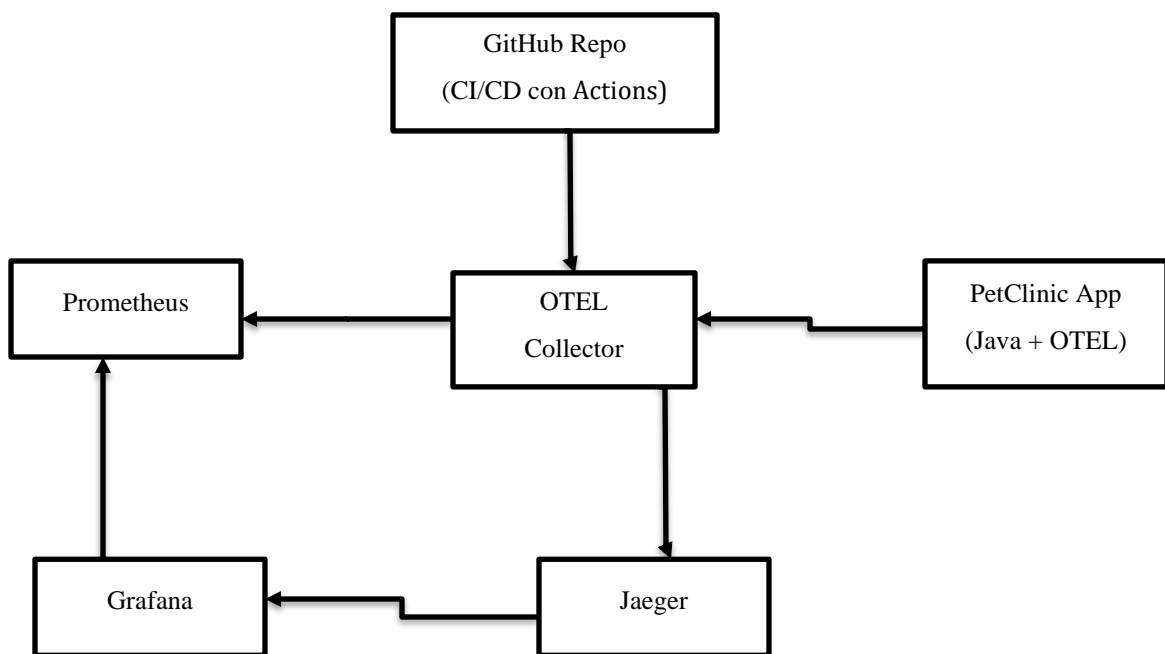 GitHub Repo
(CI/CD con Actions)
Prometheus
OTEL
Collector
PetClinic App
(Java + OTEL)
Grafana
Jaeger